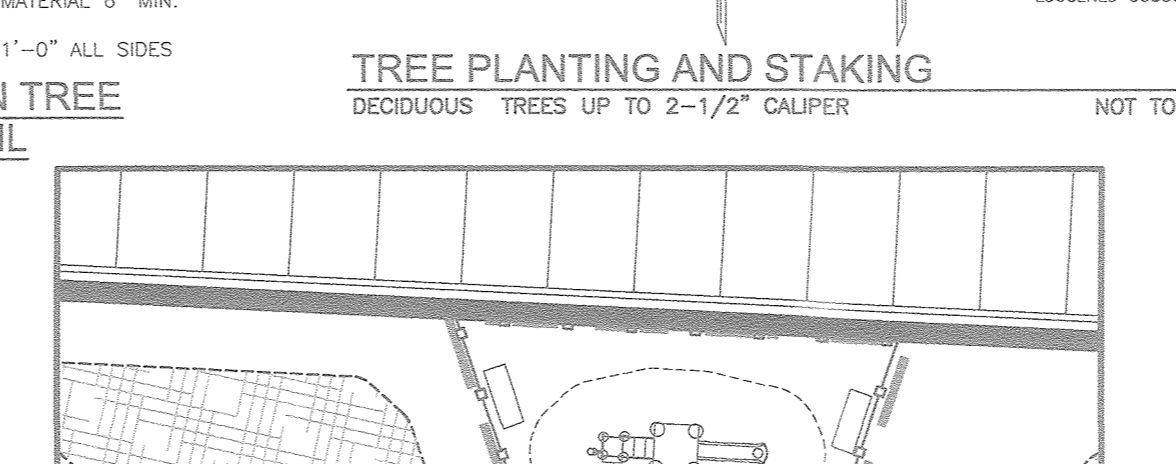 MATERIAL 6" MIN.
1'-0" ALL SIDES
TREE
TREE PLANTING AND STAKING
DECIDUOUS TREES UP TO 2-1/2" CALIPER
NOT TO